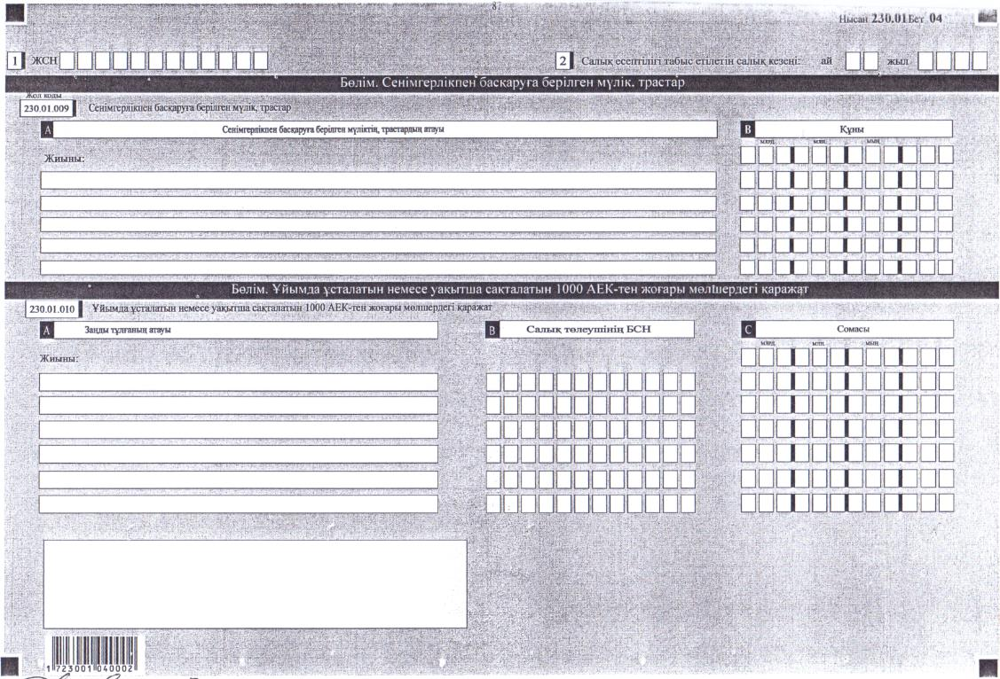 87
Нысан 230.01 Бет 04
1 ЖСН 2 Салық есептілігі табыс етілетін салық кезеңі: ай жыл
Бөлім. Сенімгерлікпен басқаруға берілген мүлік, трастар
Жол коды
230.01.009 Сенімгерлікпен басқаруға берілген мүлік, трастар
A Сенімгерлікпен басқаруға берілген мүліктің, трастардың атауы B Құны
млрд. млн. мың
Жиыны:
Бөлім. Ұйымда ұсталатын немесе уақытша сақталатын 1000 АЕК-тен жоғары мөлшердегі қаражат
230.01.010 Ұйымда ұсталатын немесе уақытша сақталатын 1000 АЕК-тен жоғары мөлшердегі қаражат
A Заңды тұлғаның атауы B Салық төлеушінің БСН C Сомасы
млрд. млн. мың
Жиыны:
1 723001 040002